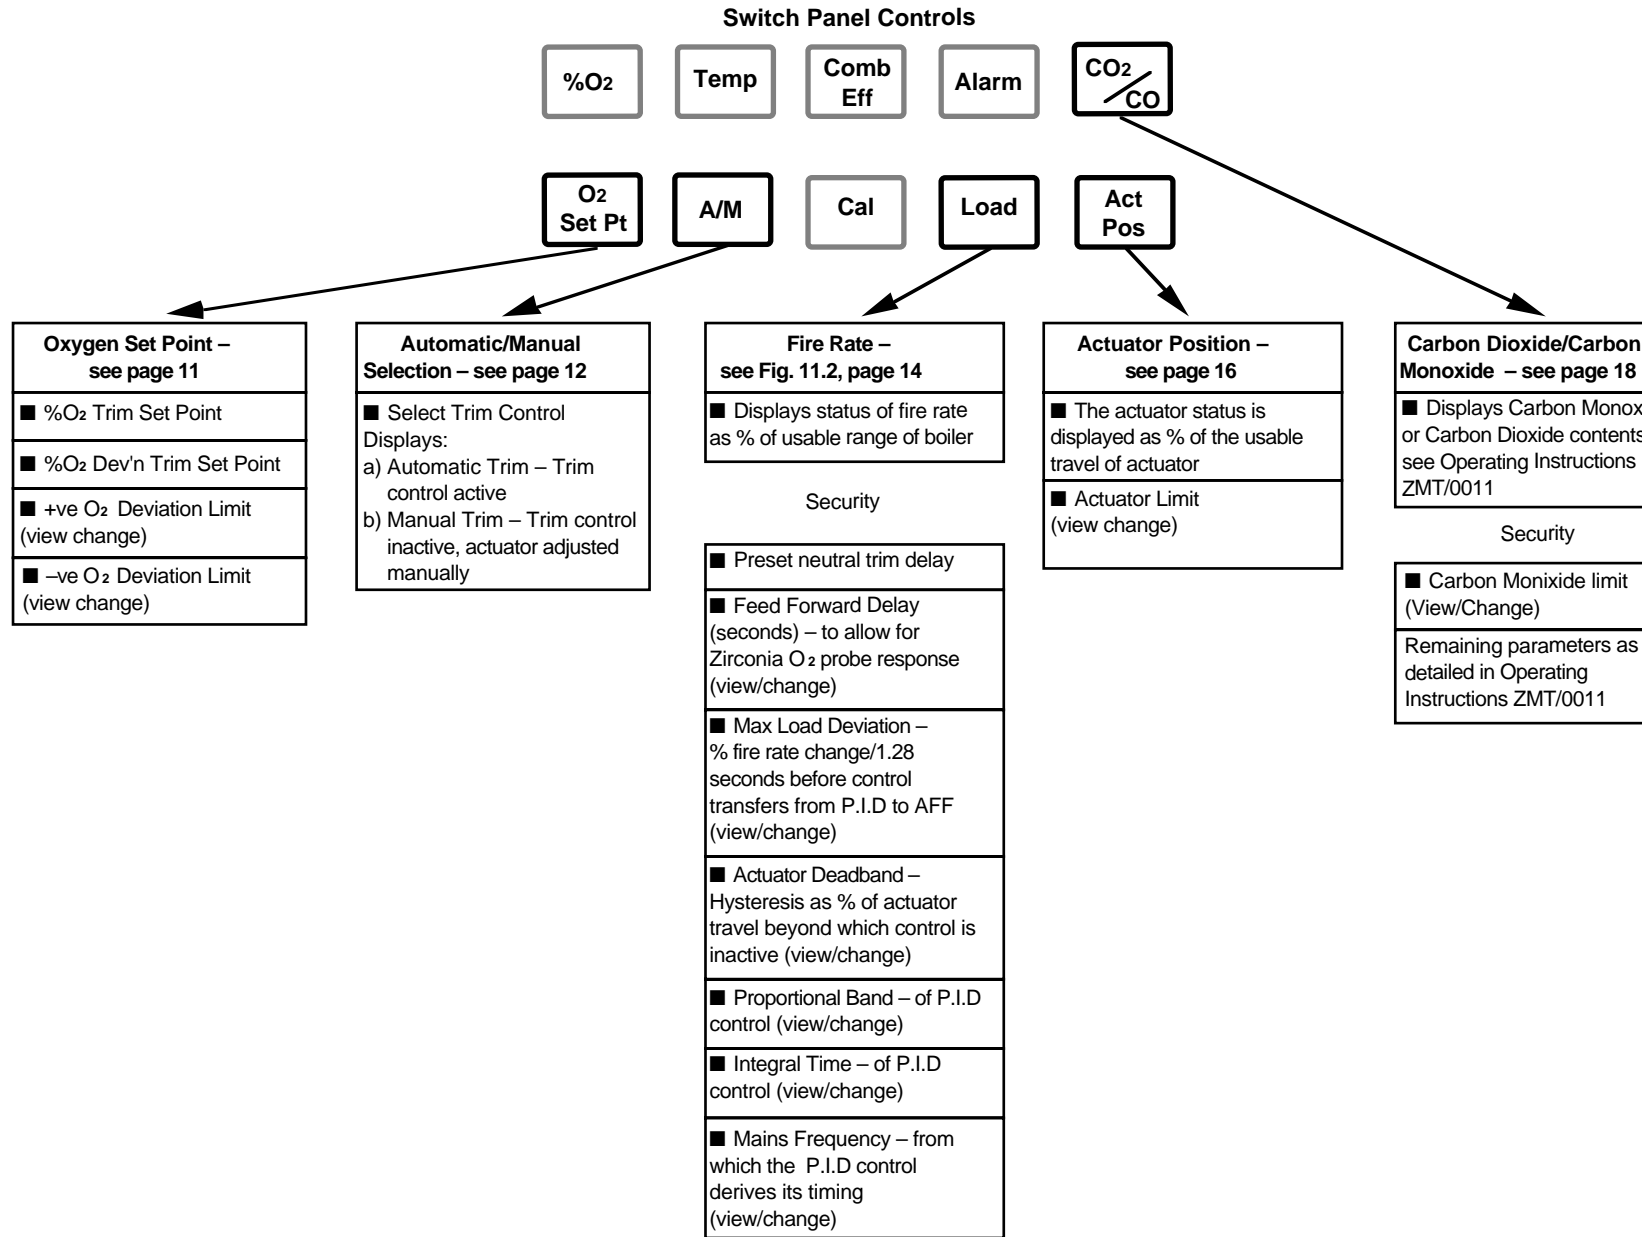 Switch Panel Controls
%O2
Temp
Comb
Eff
Alarm
CO2
CO
O2
Set Pt
A/M
Cal
Load
Act
Pos
Oxygen Set Point –
see page 11
■ %O2 Trim Set Point
■ %O2 Dev'n Trim Set Point
■ +ve O2 Deviation Limit
(view change)
■ –ve O2 Deviation Limit
(view change)
Automatic/Manual
Selection – see page 12
■ Select Trim Control
Displays:
a) Automatic Trim – Trim
control active
b) Manual Trim – Trim control
inactive, actuator adjusted
manually
Fire Rate –
see Fig. 11.2, page 14
■ Displays status of fire rate
as % of usable range of boiler
Security
■ Preset neutral trim delay
■ Feed Forward Delay
(seconds) – to allow for
Zirconia O2 probe response
(view/change)
■ Max Load Deviation –
% fire rate change/1.28
seconds before control
transfers from P.I.D to AFF
(view/change)
■ Actuator Deadband –
Hysteresis as % of actuator
travel beyond which control is
inactive (view/change)
■ Proportional Band – of P.I.D
control (view/change)
■ Integral Time – of P.I.D
control (view/change)
■ Mains Frequency – from
which the P.I.D control
derives its timing
(view/change)
Actuator Position –
see page 16
■ The actuator status is
displayed as % of the usable
travel of actuator
■ Actuator Limit
(view change)
Carbon Dioxide/Carbon
Monoxide – see page 18
■ Displays Carbon Monox
or Carbon Dioxide contents
see Operating Instructions
ZMT/0011
Security
■ Carbon Monixide limit
(View/Change)
Remaining parameters as
detailed in Operating
Instructions ZMT/0011